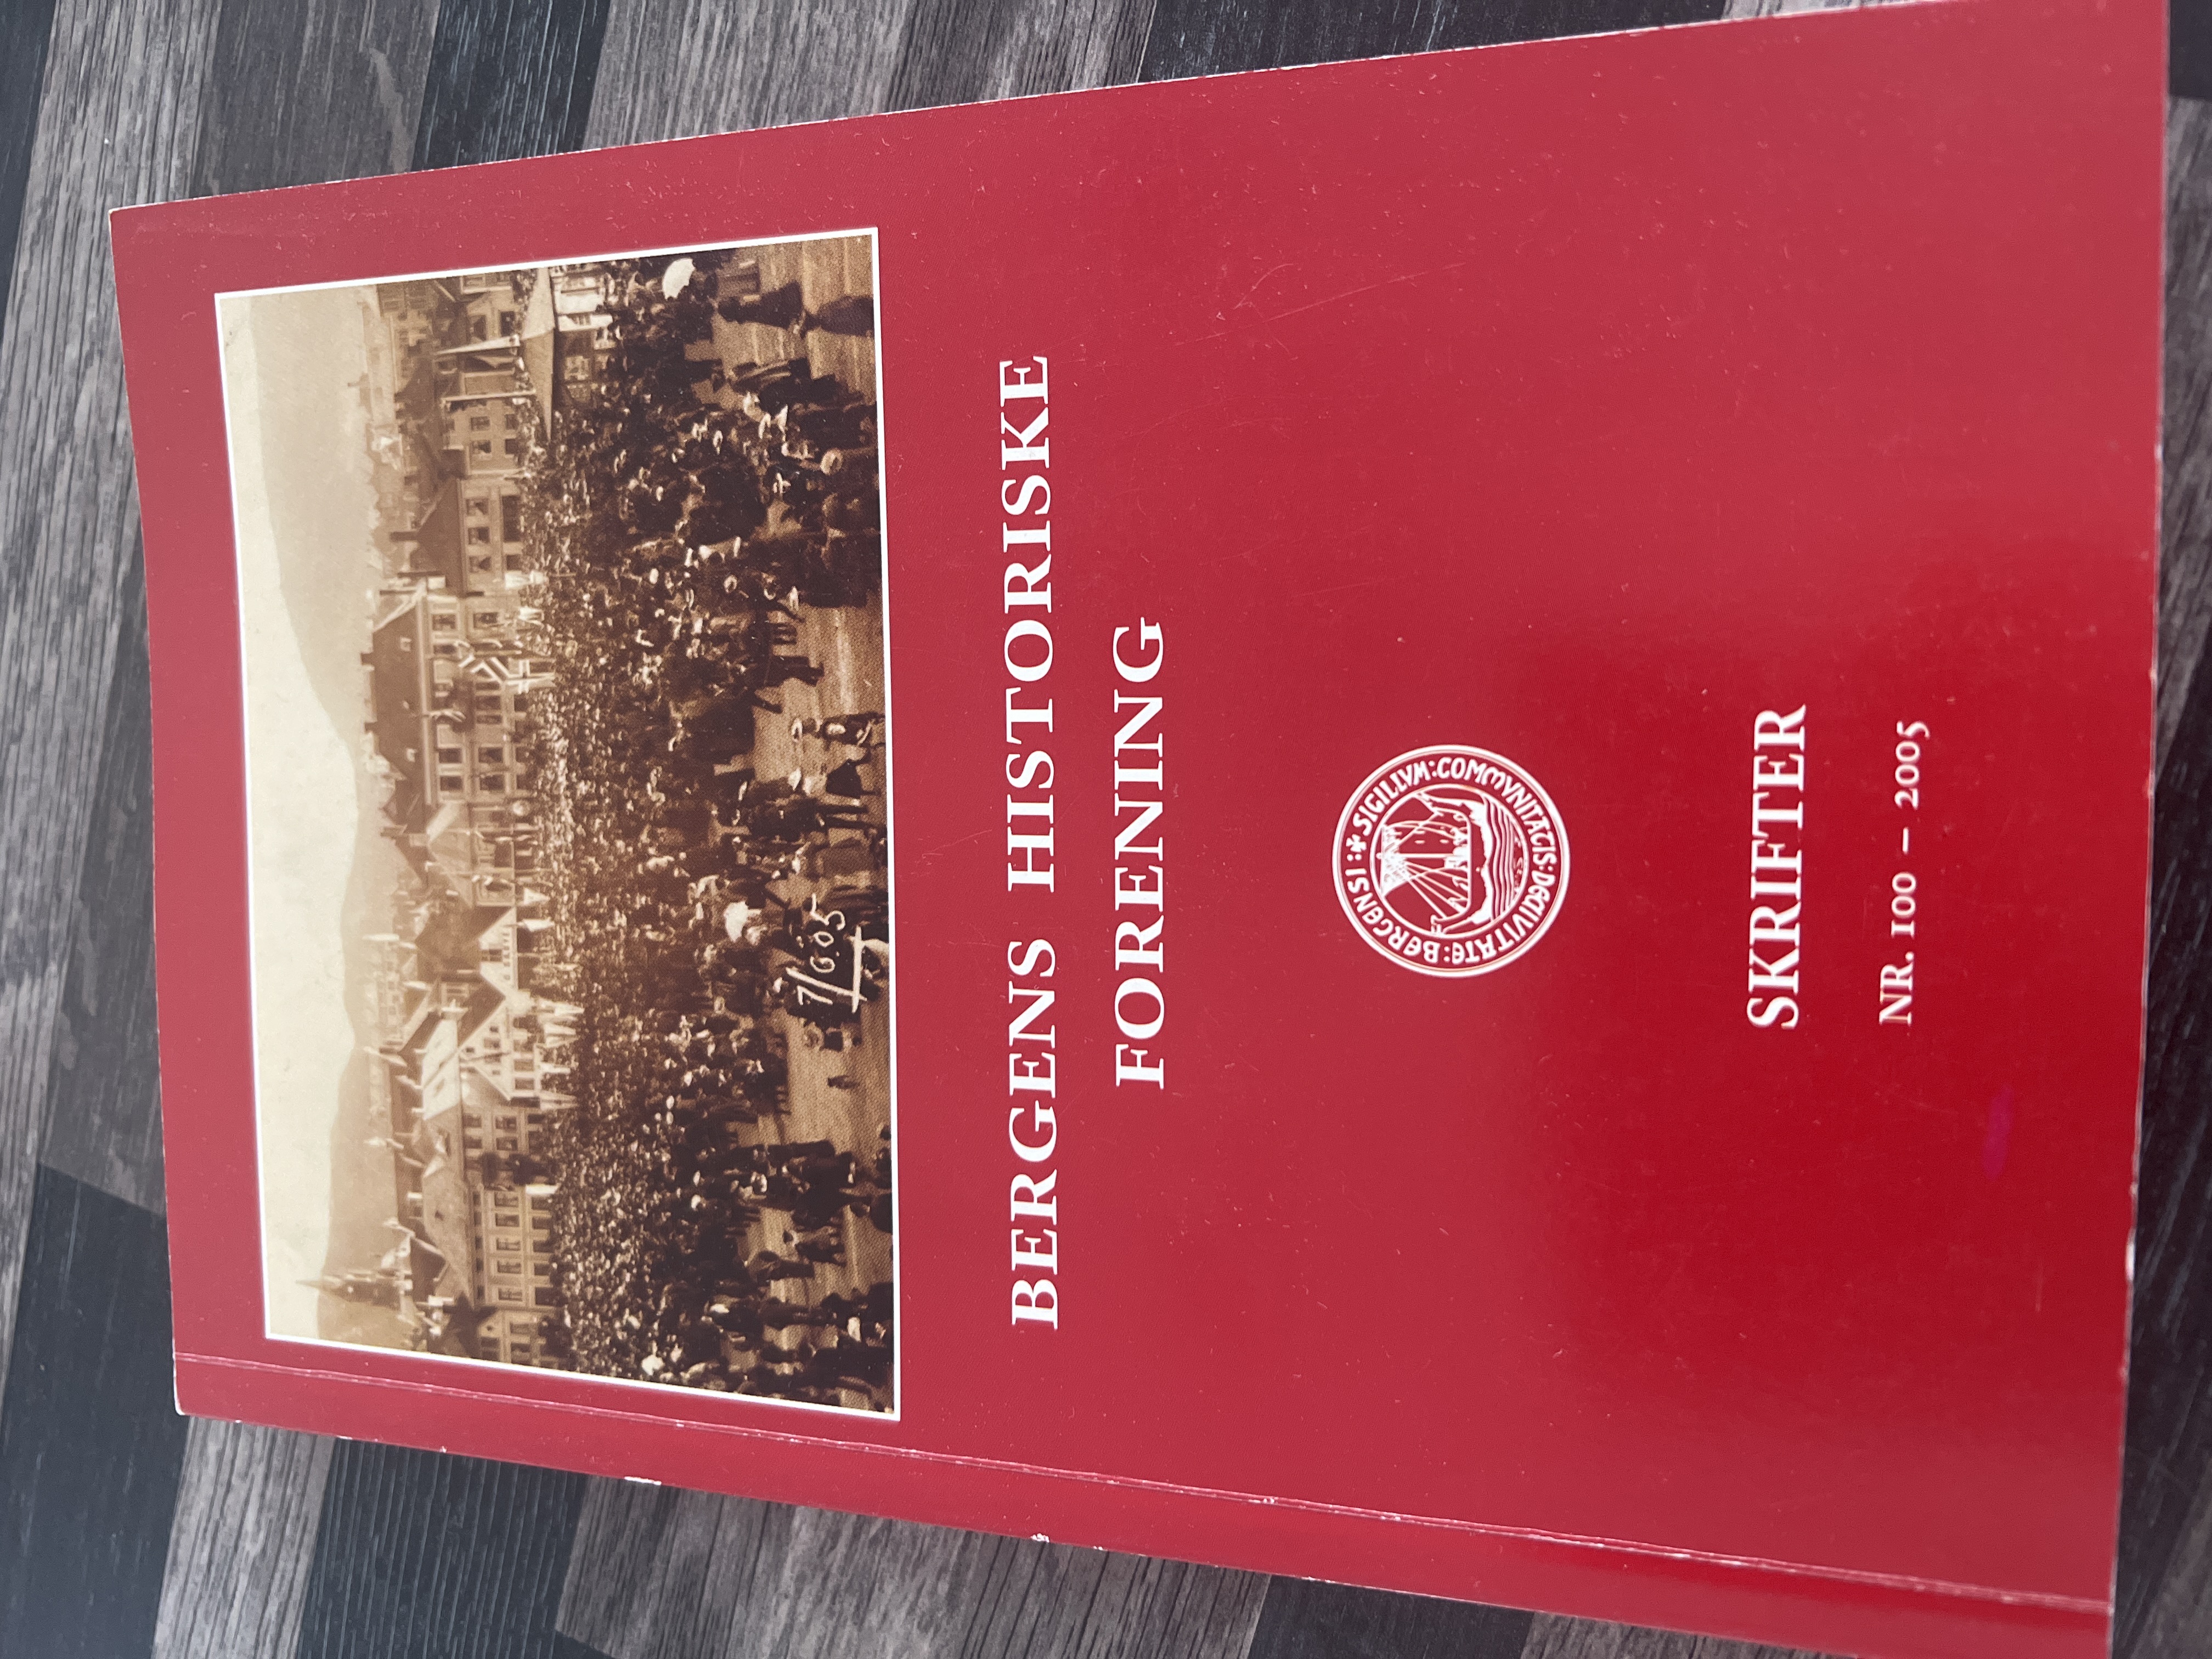 7/6.05
BERGENS HISTORISKE
FORENING
SIGILLVM:COMMVNITATIS:DE:CIVITATE:BERGENSI:
SKRIFTER
NR. 100 – 2005